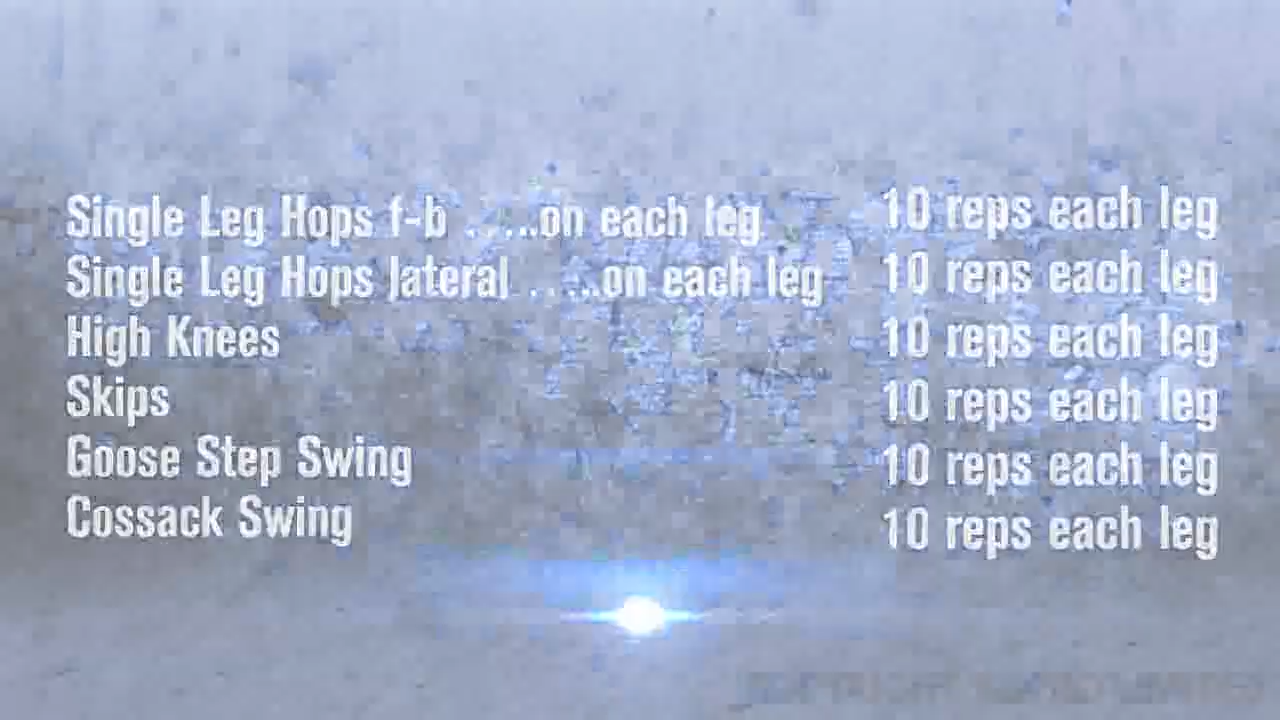 Single Leg Hops f-b .....on each leg 10 reps each leg
Single Leg Hops lateral .....on each leg 10 reps each leg
High Knees 10 reps each leg
Skips 10 reps each leg
Goose Step Swing 10 reps each leg
Cossack Swing 10 reps each leg